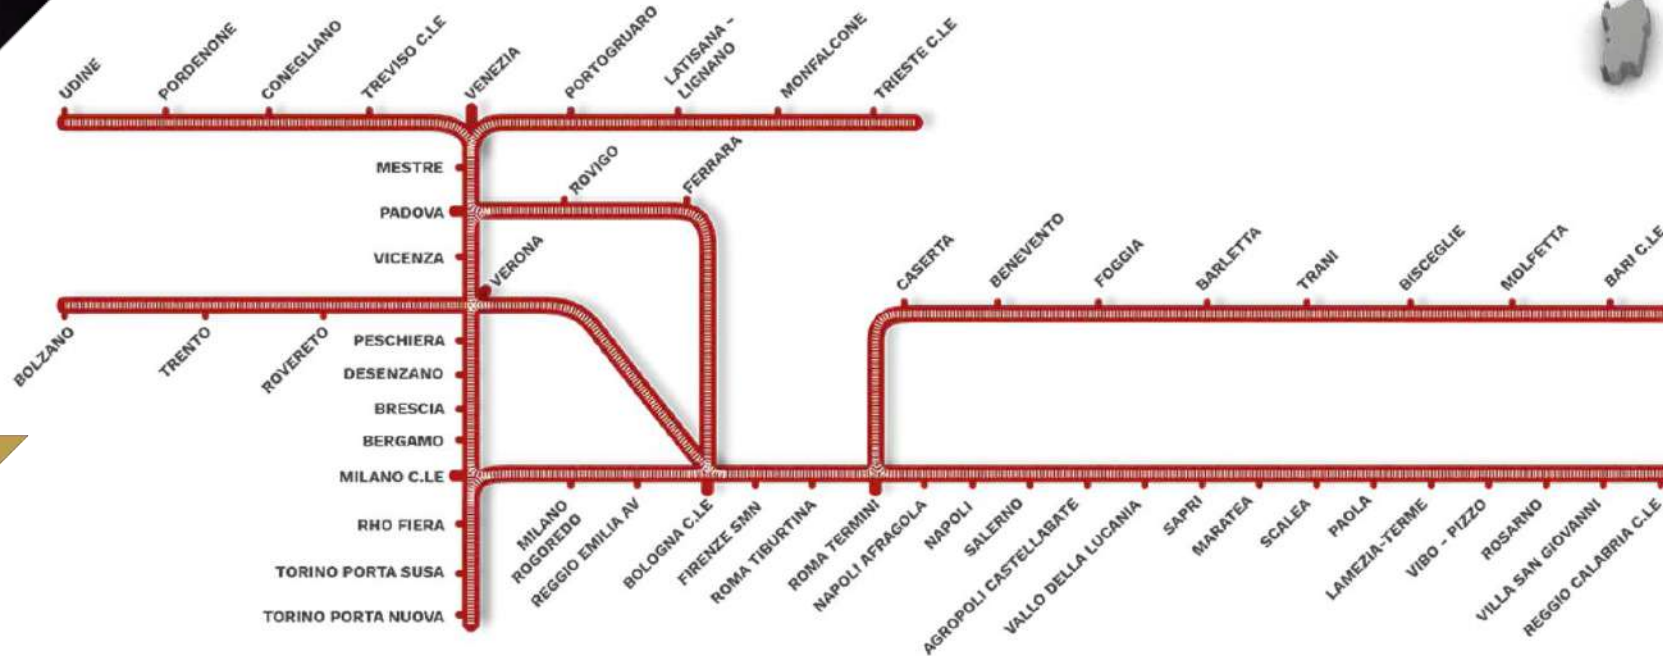 UDINE
PORDENONE
CONEGLIANO
TREVISO C.LE
VENEZIA
PORTOGRUARO
LATISANA –
LIGNANO
MONFALCONE
TRIESTE C.LE
MESTRE
PADOVA
ROVIGO
FERRARA
VICENZA
VERONA
BOLZANO
TRENTO
ROVERETO
PESCHIERA
DESENZANO
BRESCIA
BERGAMO
MILANO C.LE
RHO FIERA
TORINO PORTA SUSA
TORINO PORTA NUOVA
CASERTA
BENEVENTO
FOGGIA
BARLETTA
TRANI
BISCEGLIE
MOLFETTA
BARI C.LE
MILANO
ROGOREDO
REGGIO EMILIA AV
BOLOGNA C.LE
FIRENZE SMN
ROMA TIBURTINA
ROMA TERMINI
NAPOLI AFRAGOLA
NAPOLI
SALERNO
AGROPOLI CASTELLABATE
VALLO DELLA LUCANIA
SAPRI
MARATEA
SCALEA
PAOLA
LAMEZIA-TERME
VIBO - PIZZO
ROSARNO
VILLA SAN GIOVANNI
REGGIO CALABRIA C.LE